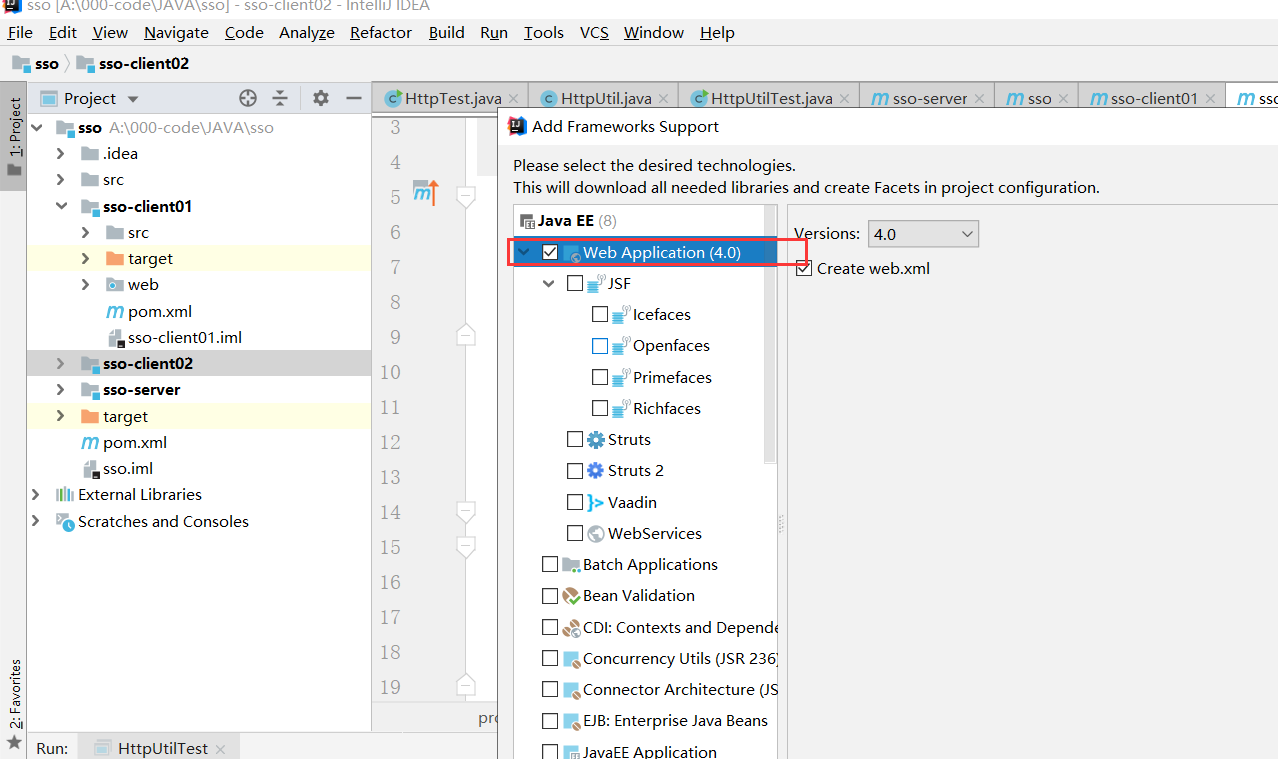 sso [A:\000-code\JAVA\sso] - sso-client02 - IntelliJ IDEA
File Edit View Navigate Code Analyze Refactor Build Run Tools VCS Window Help
sso sso-client02
1: Project
Project
HttpTest.java HttpUtil.java HttpUtilTest.java sso-server sso sso-client01 sso
sso A:\000-code\JAVA\sso
.idea
src
sso-client01
src
target
web
pom.xml
sso-client01.iml
sso-client02
sso-server
target
pom.xml
sso.iml
External Libraries
Scratches and Consoles
3
4
5
6
7
8
9
10
11
12
13
14
15
16
17
18
19
Add Frameworks Support
Please select the desired technologies.
This will download all needed libraries and create Facets in project configuration.
Java EE (8)
Web Application (4.0)
JSF
Icefaces
Openfaces
Primefaces
Richfaces
Struts
Struts 2
Vaadin
WebServices
Batch Applications
Bean Validation
CDI: Contexts and Depende
Concurrency Utils (JSR 236)
Connector Architecture (JS
EJB: Enterprise Java Beans
JavaEE Application
Versions: 4.0
Create web.xml
pro
2: Favorites
Run: HttpUtilTest